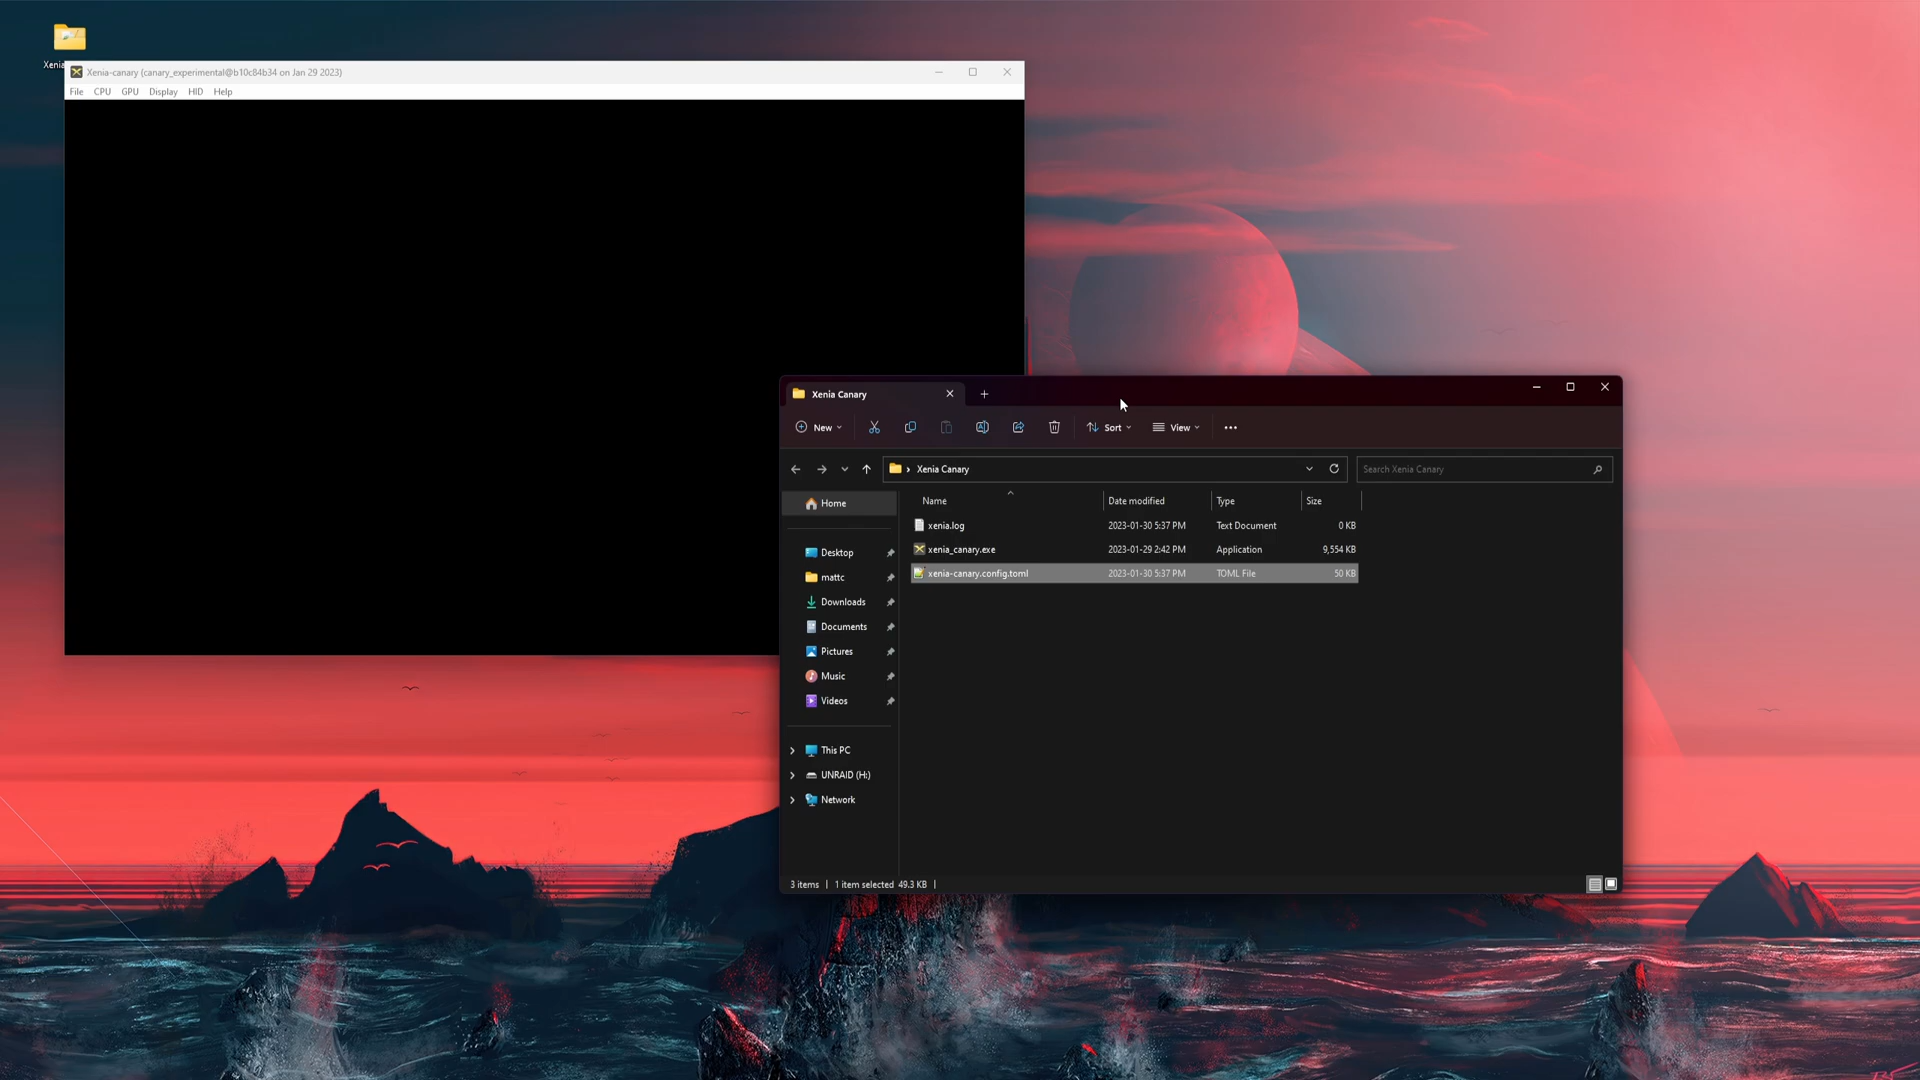 Xenia
Xenia-canary (canary_experimental@b10c84b34 on Jan 29 2023)
File CPU GPU Display HID Help
Xenia Canary
New Sort View
Xenia Canary
Search Xenia Canary
Name Date modified Type Size
Home
xenia.log 2023-01-30 5:37 PM Text Document 0 KB
xenia_canary.exe 2023-01-29 2:42 PM Application 9,554 KB
xenia-canary.config.toml 2023-01-30 5:37 PM TOML File 50 KB
Desktop
mattc
Downloads
Documents
Pictures
Music
Videos
This PC
UNRAID (H:)
Network
3 items | 1 item selected 49.3 KB |